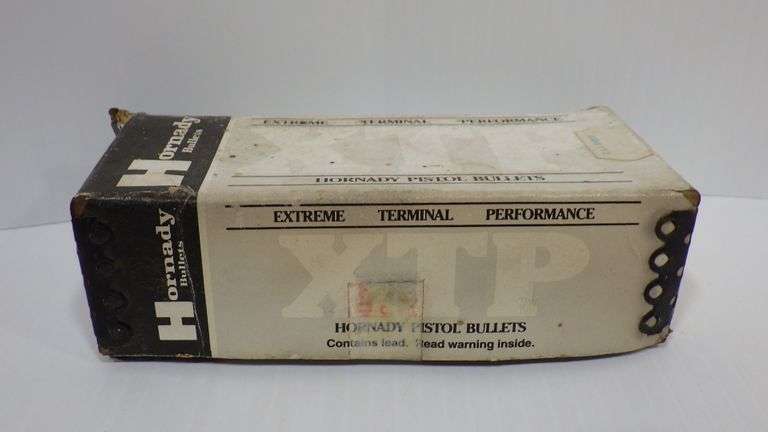 Hornady
Bullets
EXTREME TERMINAL PERFORMANCE
HORNADY PISTOL BULLETS
Hornady
Bullets
EXTREME TERMINAL PERFORMANCE
XTP
HORNADY PISTOL BULLETS
Contains lead. Read warning inside.